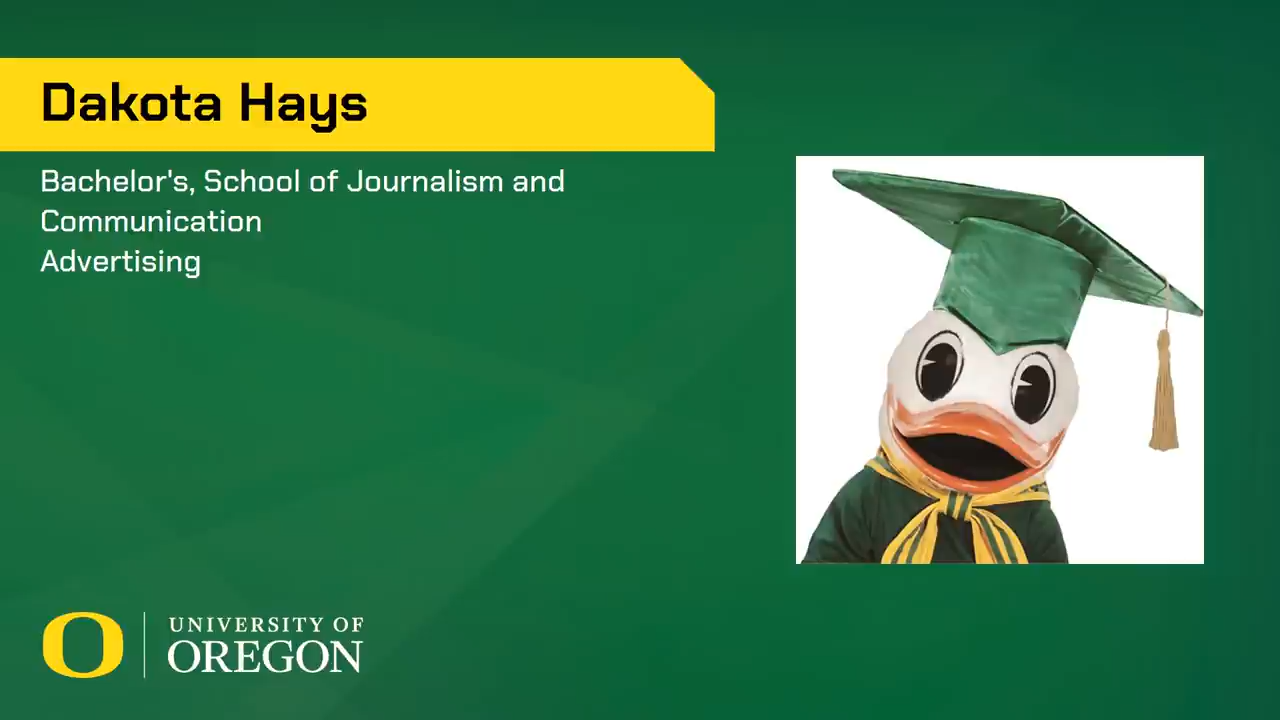 Dakota Hays
Bachelor's, School of Journalism and
Communication
Advertising
UNIVERSITY OF
OREGON